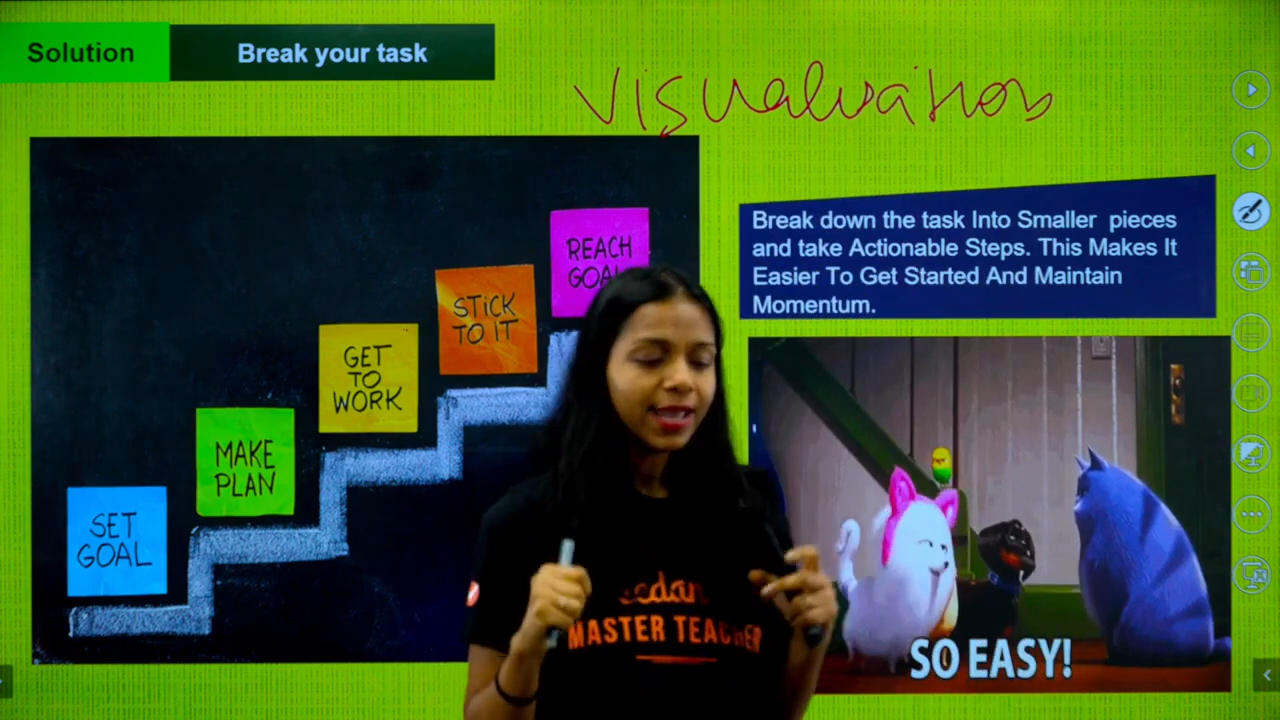 Solution
Break your task
visualisation
Break down the task Into Smaller pieces
and take Actionable Steps. This Makes It
Easier To Get Started And Maintain
Momentum.
REACH
GOAL
STICK
TO IT
GET
TO
WORK
MAKE
PLAN
SET
GOAL
MASTER TEACHER
SO EASY!